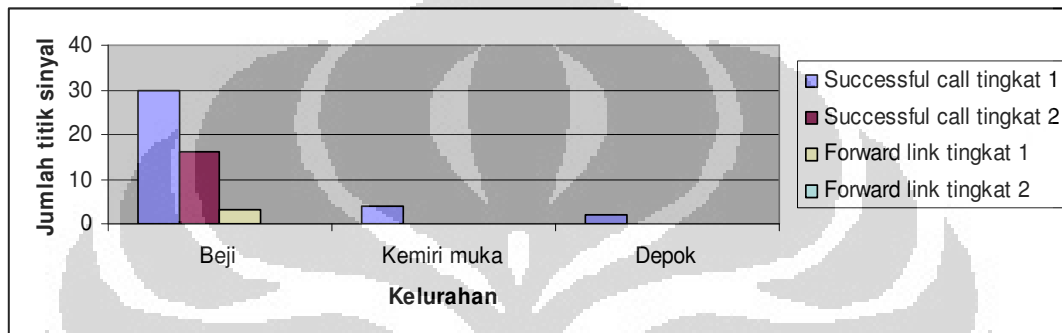 Jumlah titik sinyal
40
30
20
10
0
Beji Kemiri muka Depok
Kelurahan
Successful call tingkat 1
Successful call tingkat 2
Forward link tingkat 1
Forward link tingkat 2